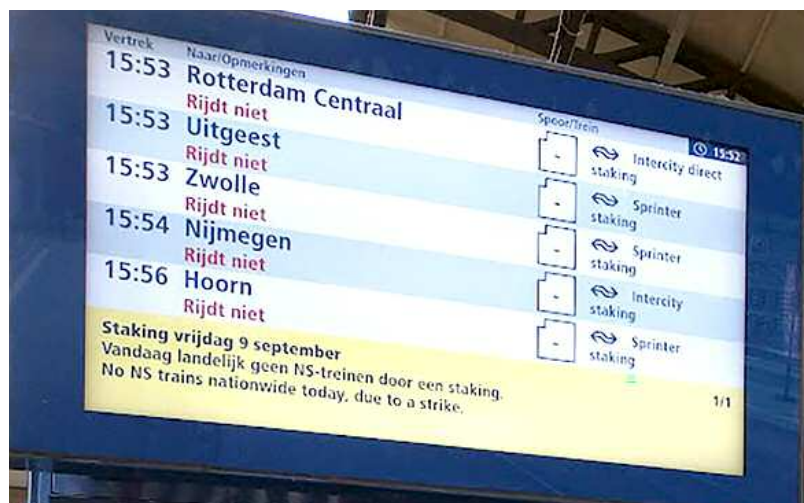 Vertrek Naar/Opmerkingen Spoor/Trein 15:52
15:53 Rotterdam Centraal - Intercity direct
Rijdt niet staking
15:53 Uitgeest - Sprinter
Rijdt niet staking
15:53 Zwolle - Sprinter
Rijdt niet staking
15:54 Nijmegen - Intercity
Rijdt niet staking
15:56 Hoorn - Sprinter
Rijdt niet staking
Staking vrijdag 9 september
Vandaag landelijk geen NS-treinen door een staking.
No NS trains nationwide today, due to a strike.
1/1